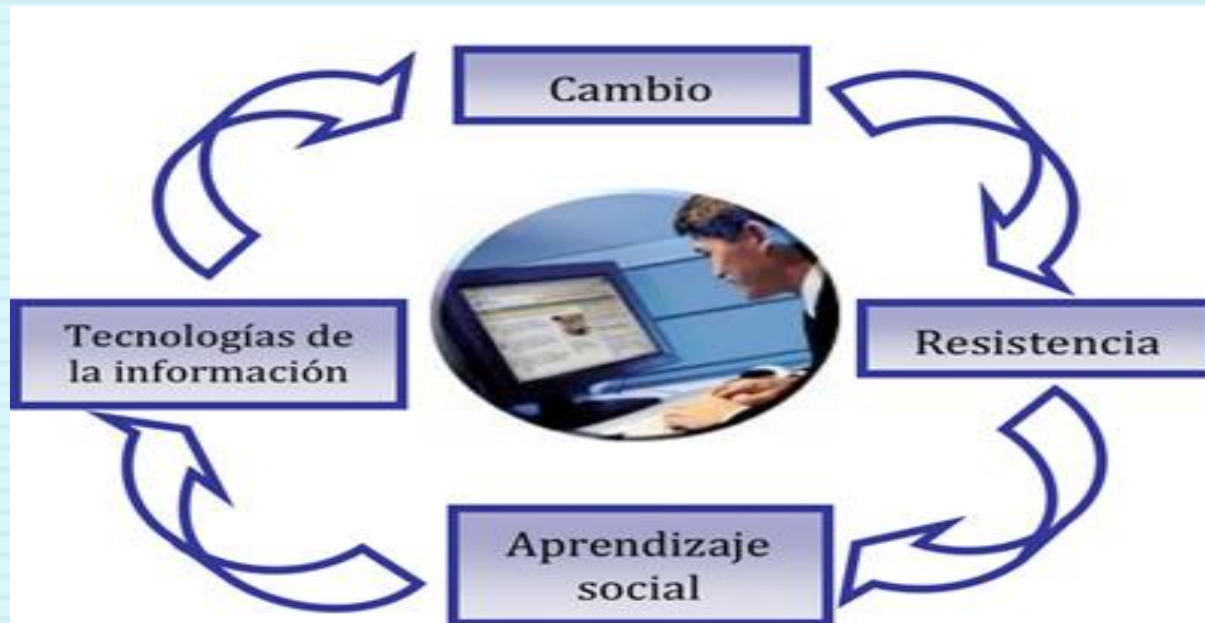 Cambio
Tecnologías de
la información
Resistencia
Aprendizaje
social